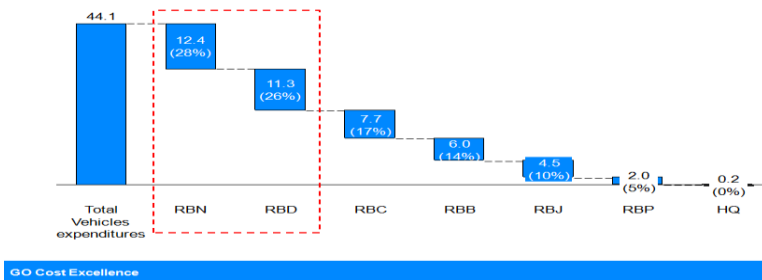 44.1
12.4
(28%)
11.3
(26%)
7.7
(17%)
6.0
(14%)
4.5
(10%)
2.0
(5%)
0.2
(0%)
Total
Vehicles
expenditures
RBN
RBD
RBC
RBB
RBJ
RBP
HQ
GO Cost Excellence